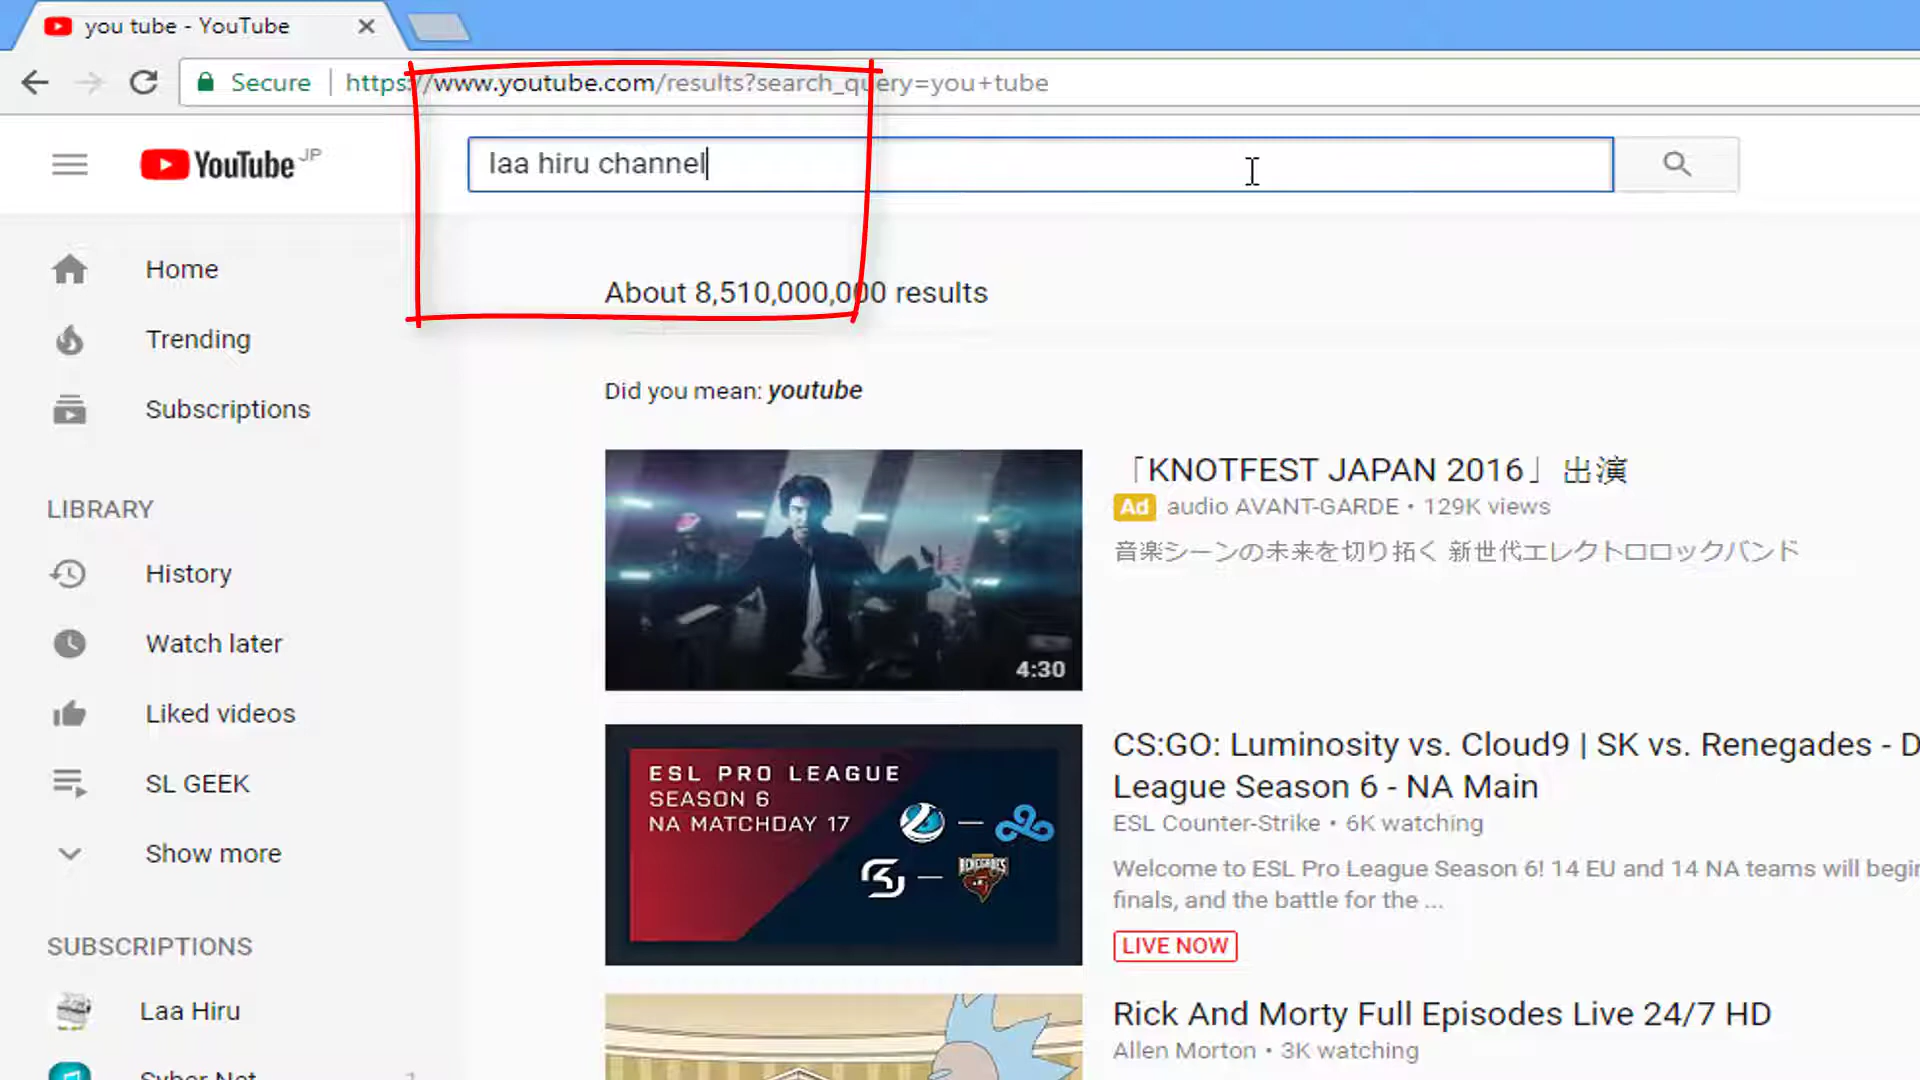 you tube - YouTube
Secure
https://www.youtube.com/results?search_query=you+tube
YouTube JP
laa hiru channel
Home
Trending
Subscriptions
LIBRARY
History
Watch later
Liked videos
SL GEEK
Show more
SUBSCRIPTIONS
Laa Hiru
About 8,510,000,000 results
Did you mean: youtube
4:30
「KNOTFEST JAPAN 2016」 出演
Ad audio AVANT-GARDE • 129K views
音楽シーンの未来を切り拓く 新世代エレクトロロックバンド
ESL PRO LEAGUE
SEASON 6
NA MATCHDAY 17
RENEGADES
CS:GO: Luminosity vs. Cloud9 | SK vs. Renegades - D
League Season 6 - NA Main
ESL Counter-Strike • 6K watching
Welcome to ESL Pro League Season 6! 14 EU and 14 NA teams will begin
finals, and the battle for the ...
LIVE NOW
Rick And Morty Full Episodes Live 24/7 HD
Allen Morton • 3K watching